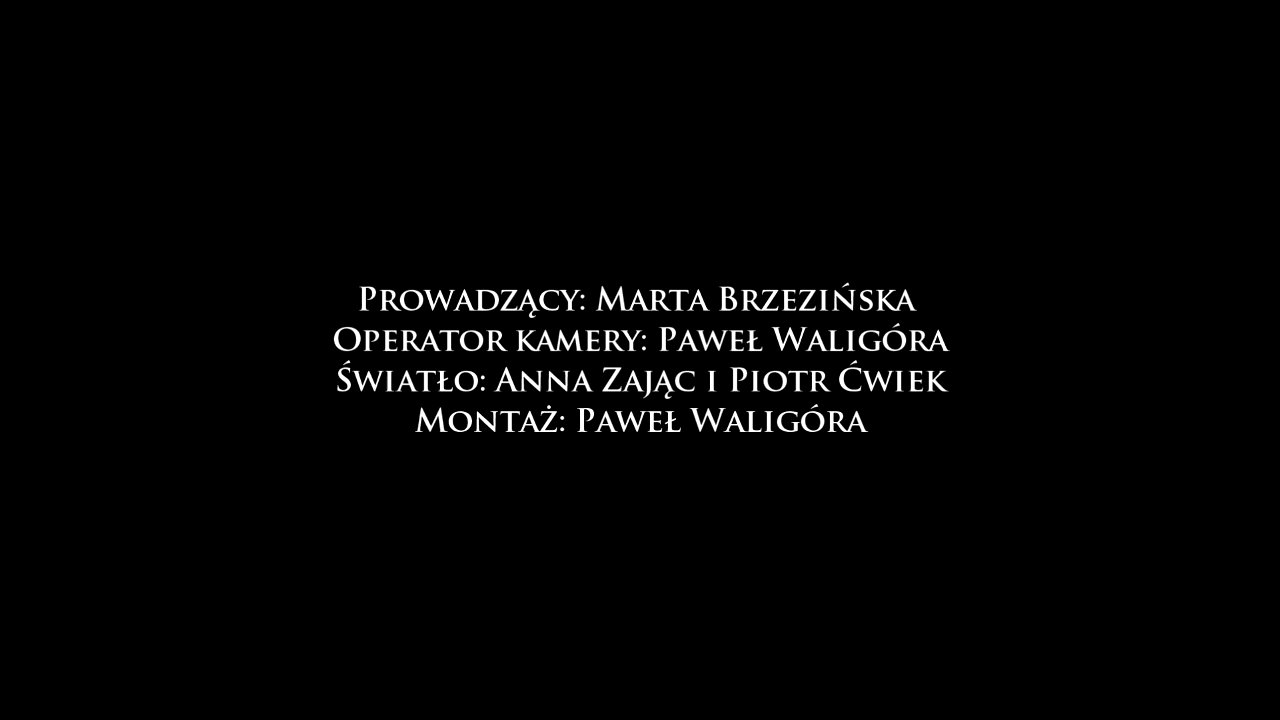 Prowadzący: Marta Brzezińska
Operator kamery: Paweł Waligóra
Światło: Anna Zając i Piotr Ćwiek
Montaż: Paweł Waligóra